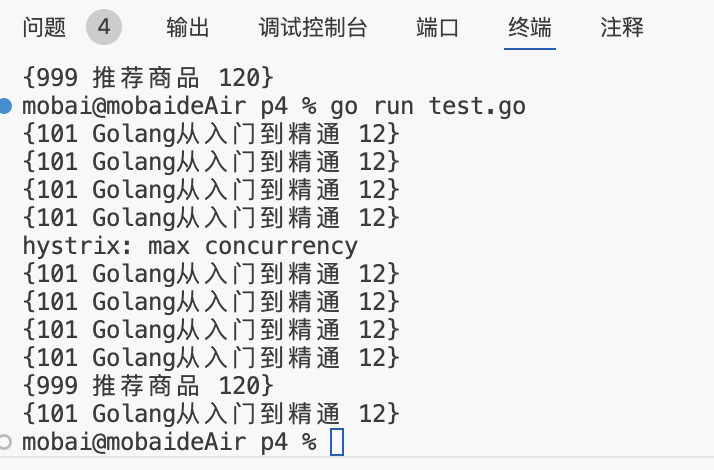 问题 4 输出 调试控制台 端口 终端 注释
{999 推荐商品 120}
mobai@mobaideAir p4 % go run test.go
{101 Golang从入门到精通 12}
{101 Golang从入门到精通 12}
{101 Golang从入门到精通 12}
{101 Golang从入门到精通 12}
hystrix: max concurrency
{101 Golang从入门到精通 12}
{101 Golang从入门到精通 12}
{101 Golang从入门到精通 12}
{101 Golang从入门到精通 12}
{999 推荐商品 120}
{101 Golang从入门到精通 12}
mobai@mobaideAir p4 %